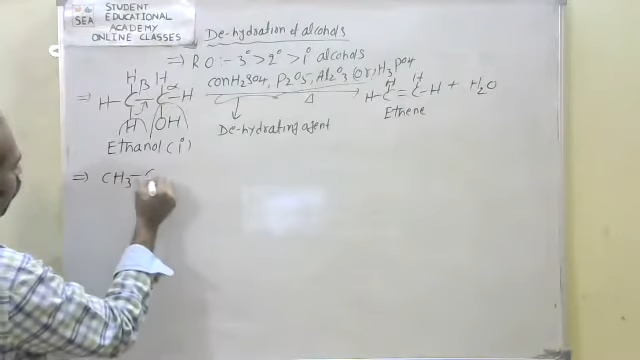 STUDENT
EDUCATIONAL
ACADEMY
ONLINE CLASSES
SEA
De-hydration of alcohols
⇒ RO :- 3° > 2° > 1° alcohols
conH2SO4, P2O5, Al2O3 (Or) H3PO4
⇒ H H
β α
H-C-C-H
H OH
Δ
H H
H-C=C-H + H2O
De-hydrating agent
Ethene
Ethanol (1°)
⇒ CH3-C